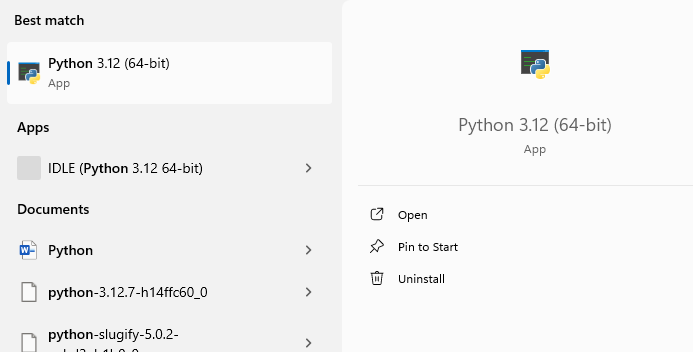 Best match
Python 3.12 (64-bit)
App
Apps
IDLE (Python 3.12 64-bit)
Documents
Python
python-3.12.7-h14ffc60_0
python-slugify-5.0.2-
Python 3.12 (64-bit)
App
Open
Pin to Start
Uninstall